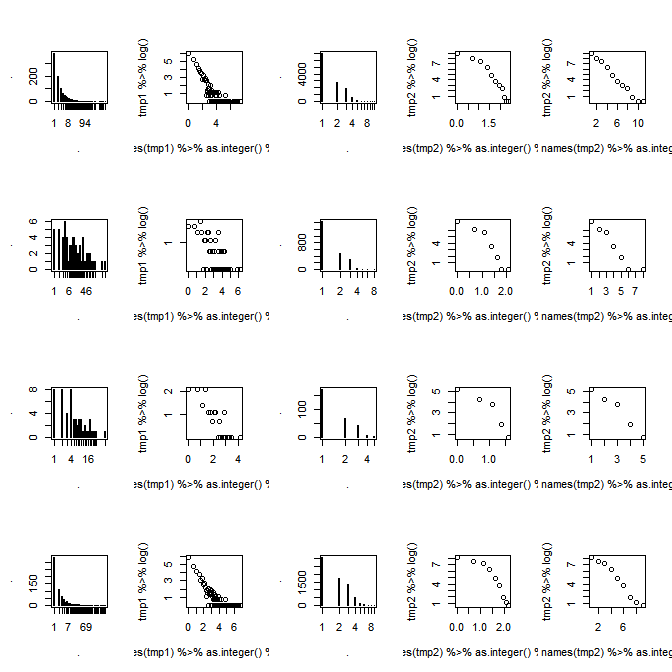 . 0 200
1 8 94
.
tmp1 %>% log()
1 3 5
0 4
es(tmp1) %>% as.integer() %
. 0 4000
1 2 4 8
.
tmp2 %>% log()
1 4 7
0.0 1.5
es(tmp2) %>% as.integer() %
tmp2 %>% log()
1 4 7
2 6 10
names(tmp2) %>% as.integ
. 0 2 4 6
1 6 46
.
tmp1 %>% log()
1
0 2 4 6
es(tmp1) %>% as.integer() %
. 0 800
1 2 4 8
.
tmp2 %>% log()
1 4
0.0 1.0 2.0
es(tmp2) %>% as.integer() %
tmp2 %>% log()
1 4
1 3 5 7
names(tmp2) %>% as.integ
. 0 4 8
1 4 16
.
tmp1 %>% log()
1 2
0 2 4
es(tmp1) %>% as.integer() %
. 0 100
1 2 4
.
tmp2 %>% log()
1 3 5
0.0 1.0
es(tmp2) %>% as.integer() %
tmp2 %>% log()
1 3 5
1 2 3 4 5
names(tmp2) %>% as.integ
. 0 150
1 7 69
.
tmp1 %>% log()
1 3 5
0 2 4 6
es(tmp1) %>% as.integer() %
. 0 1500
1 2 4 8
.
tmp2 %>% log()
1 4 7
0.0 1.0 2.0
es(tmp2) %>% as.integer() %
tmp2 %>% log()
1 4 7
2 6
names(tmp2) %>% as.integ